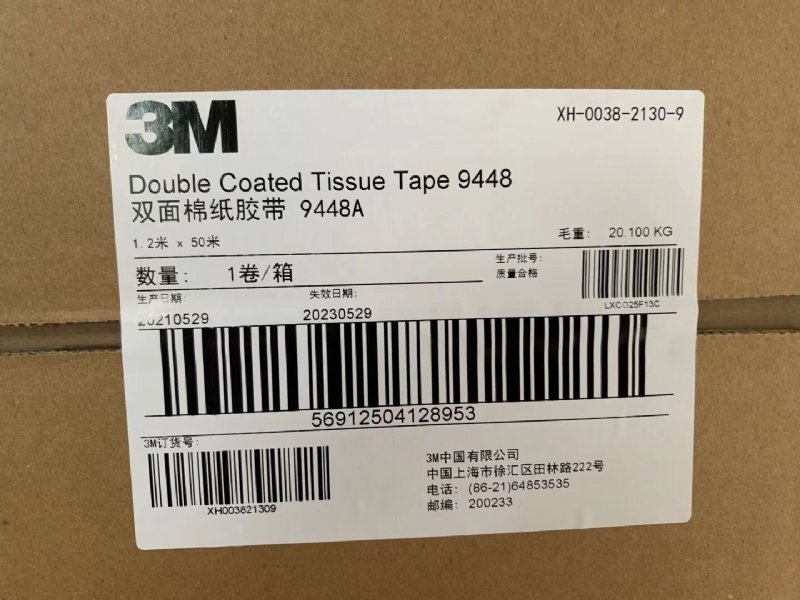 3M
XH-0038-2130-9
Double Coated Tissue Tape 9448
双面棉纸胶带 9448A
1.2米 x 50米
毛重: 20.100 KG
数量: 1卷/箱
生产批号:
质量合格
LXCO25F13C
生产日期:
失效日期:
20210529
20230529
56912504128953
3M订货号:
XH003821309
3M中国有限公司
中国上海市徐汇区田林路222号
电话: (86-21)64853535
邮编: 200233